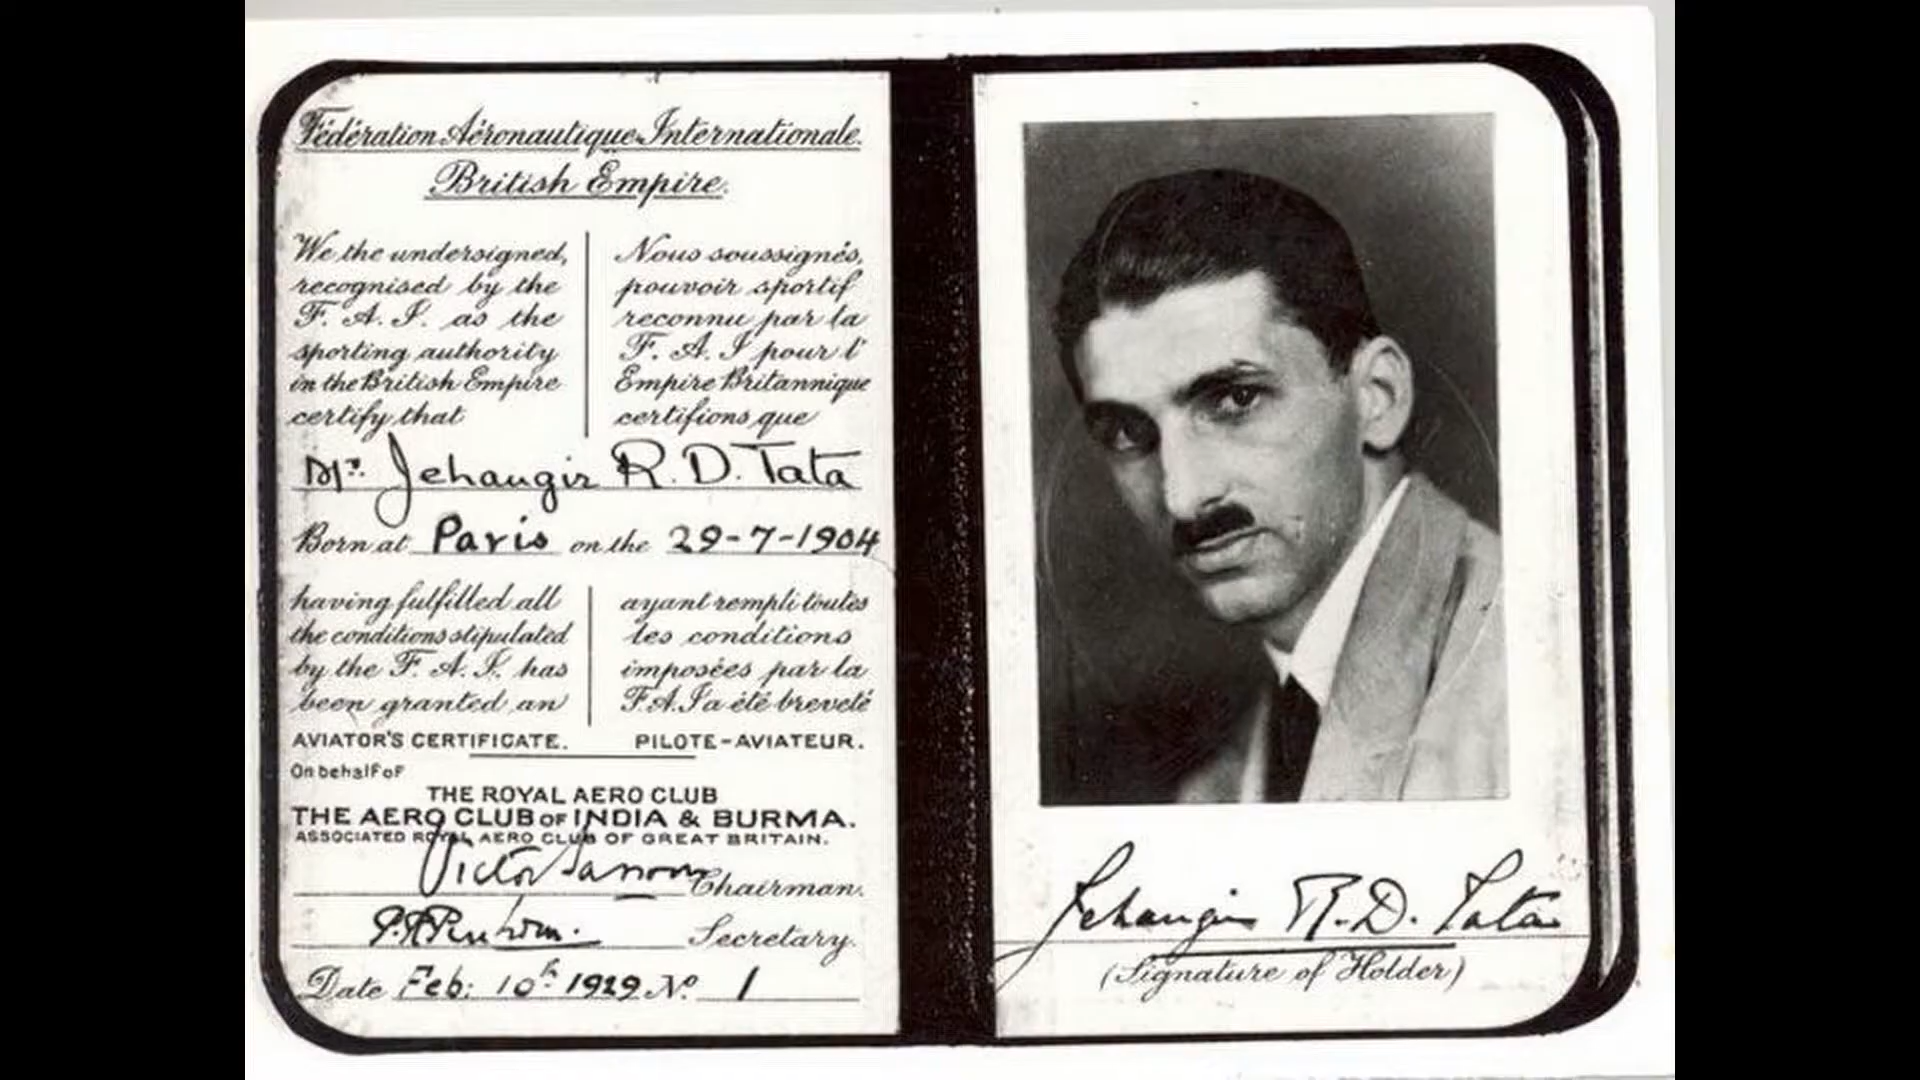 Fédération Aéronautique Internationale.
British Empire.
We the undersigned,
recognised by the
F. A. I. as the
sporting authority
in the British Empire
certify that
Nous soussignés,
pouvoir sportif
reconnu par la
F. A. I pour l'
Empire Britannique
certifions que
Mr. Jehangir R. D. Tata
Born at Paris on the 29-7-1904
having fulfilled all
the conditions stipulated
by the F. A. I. has
been granted an
AVIATOR'S CERTIFICATE.
ayant rempli toutes
les conditions
imposées par la
F. A. I a été breveté
PILOTE-AVIATEUR.
On behalf of
THE ROYAL AERO CLUB
THE AERO CLUB OF INDIA & BURMA.
ASSOCIATED ROYAL AERO CLUB OF GREAT BRITAIN.
Victor Sassoon Chairman.
Secretary.
Date Feb: 10th 1929 No. 1
Jehangir R. D. Tata
(Signature of Holder)